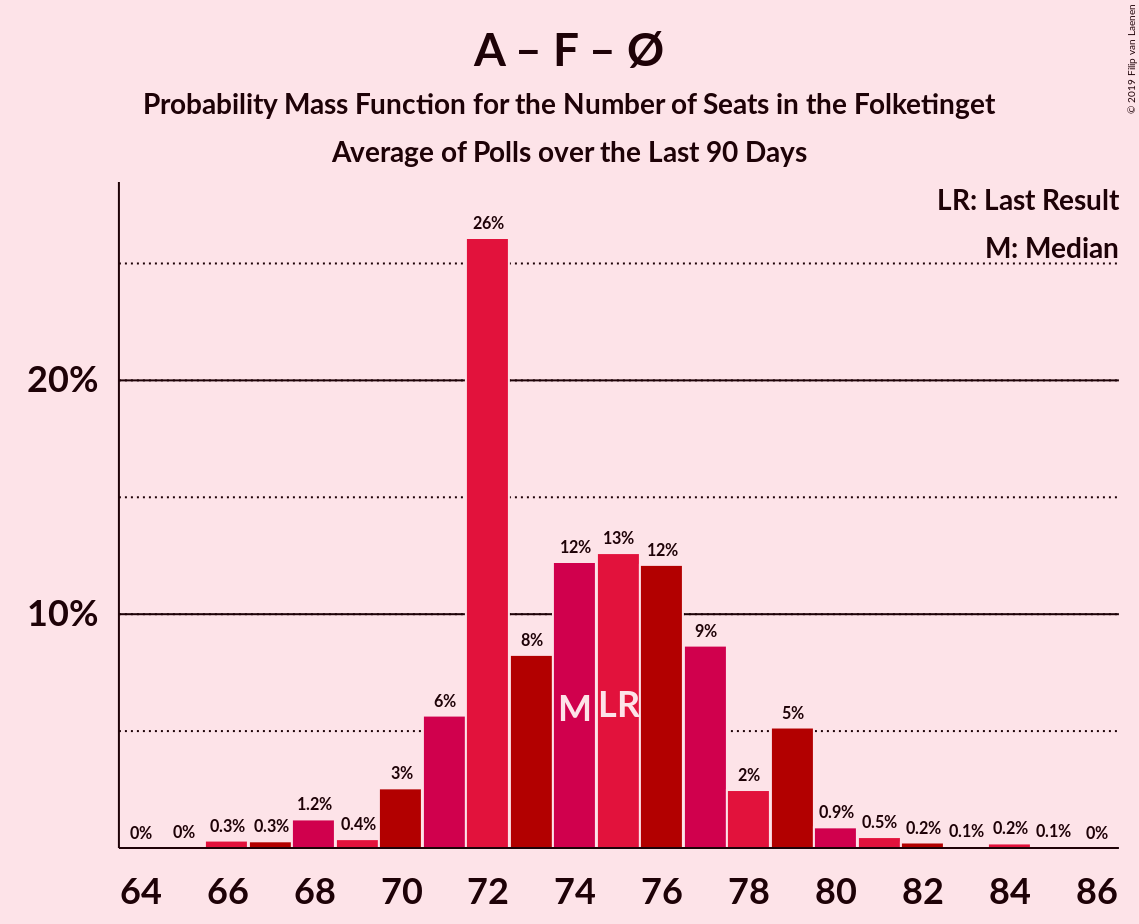 A – F – Ø
Probability Mass Function for the Number of Seats in the Folketinget
Average of Polls over the Last 90 Days
© 2019 Filip van Laenen
LR: Last Result
M: Median
20%
10%
0%
0%
0.3%
0.3%
1.2%
0.4%
3%
6%
26%
8%
12%
13%
12%
9%
2%
5%
0.9%
0.5%
0.2%
0.1%
0.2%
0.1%
0%
M
LR
64 66 68 70 72 74 76 78 80 82 84 86